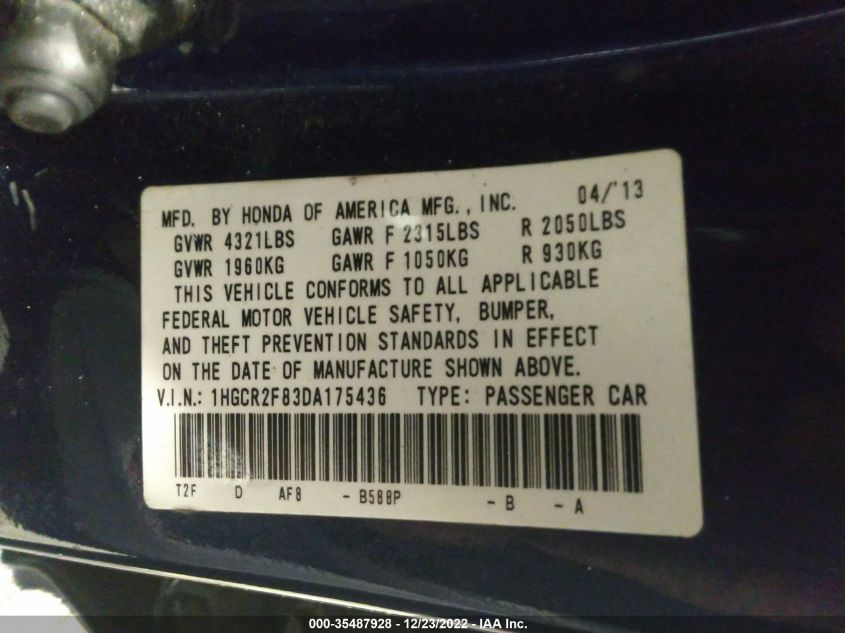 MFD. BY HONDA OF AMERICA MFG., INC. 04/'13
GVWR 4321LBS GAWR F 2315LBS R 2050LBS
GVWR 1960KG GAWR F 1050KG R 930KG
THIS VEHICLE CONFORMS TO ALL APPLICABLE
FEDERAL MOTOR VEHICLE SAFETY, BUMPER,
AND THEFT PREVENTION STANDARDS IN EFFECT
ON THE DATE OF MANUFACTURE SHOWN ABOVE.
V.I.N.: 1HGCR2F83DA175436 TYPE: PASSENGER CAR
T2F D AF8 - B588P - B - A
000-35487928 - 12/23/2022 - IAA Inc.